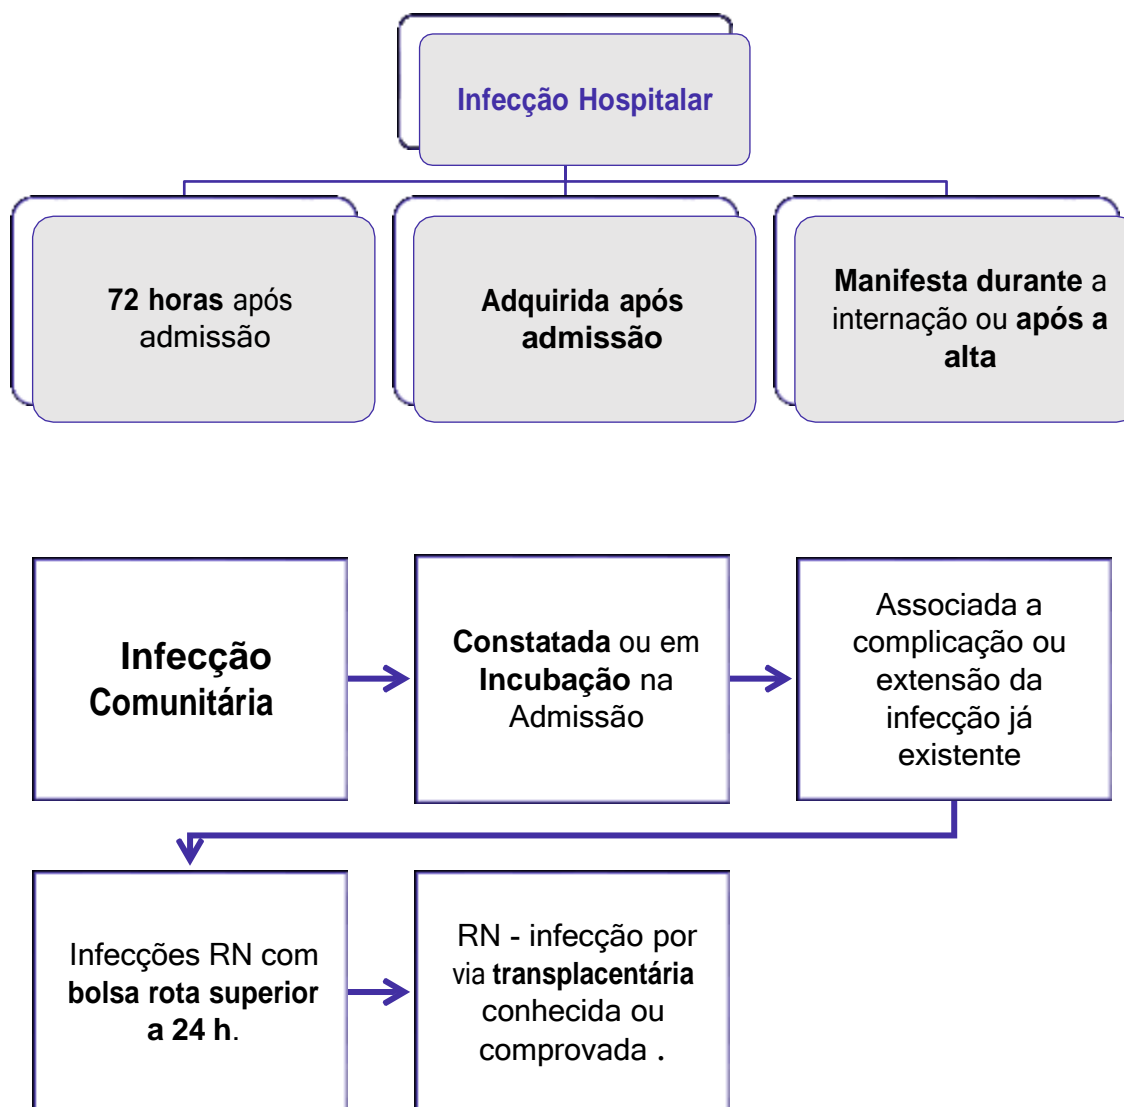 Infecção Hospitalar
72 horas após
admissão
Adquirida após
admissão
Manifesta durante a
internação ou após a
alta
Infecção
Comunitária
Constatada ou em
Incubação na
Admissão
Associada a
complicação ou
extensão da
infecção já
existente
Infecções RN com
bolsa rota superior
a 24 h.
RN - infecção por
via transplacentária
conhecida ou
comprovada .